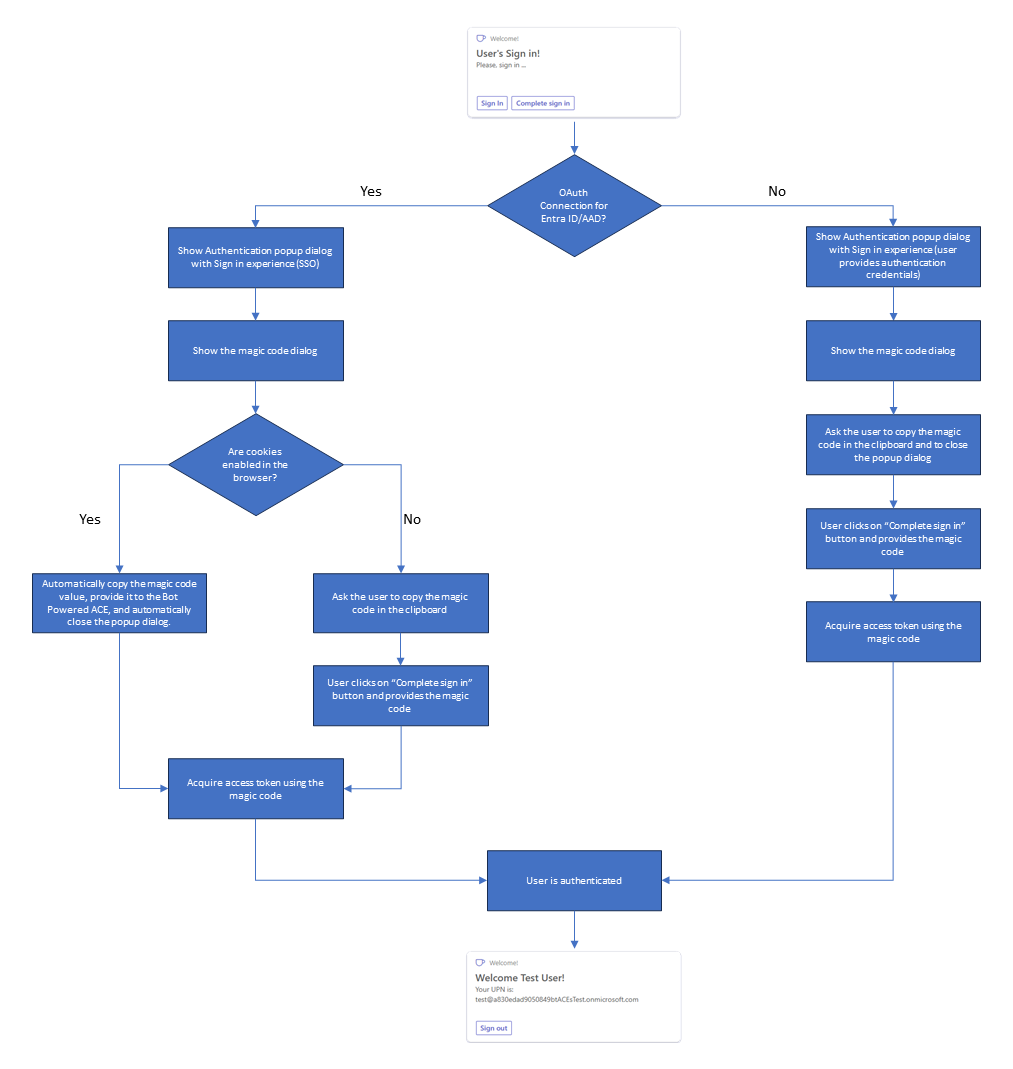 Welcome!
User's Sign in!
Please, sign in ...
Sign In
Complete sign in
OAuth
Connection for
Entra ID/AAD?
Yes
No
Show Authentication popup dialog
with Sign in experience (SSO)
Show Authentication popup dialog
with Sign in experience (user
provides authentication
credentials)
Show the magic code dialog
Show the magic code dialog
Are cookies
enabled in the
browser?
Ask the user to copy the magic
code in the clipboard and to close
the popup dialog
Yes
No
User clicks on “Complete sign in”
button and provides the magic
code
Automatically copy the magic code
value, provide it to the Bot
Powered ACE, and automatically
close the popup dialog.
Ask the user to copy the magic
code in the clipboard
Acquire access token using the
magic code
User clicks on “Complete sign in”
button and provides the magic
code
Acquire access token using the
magic code
User is authenticated
Welcome!
Welcome Test User!
Your UPN is:
test@a830edad9050849btACEsTest.onmicrosoft.com
Sign out